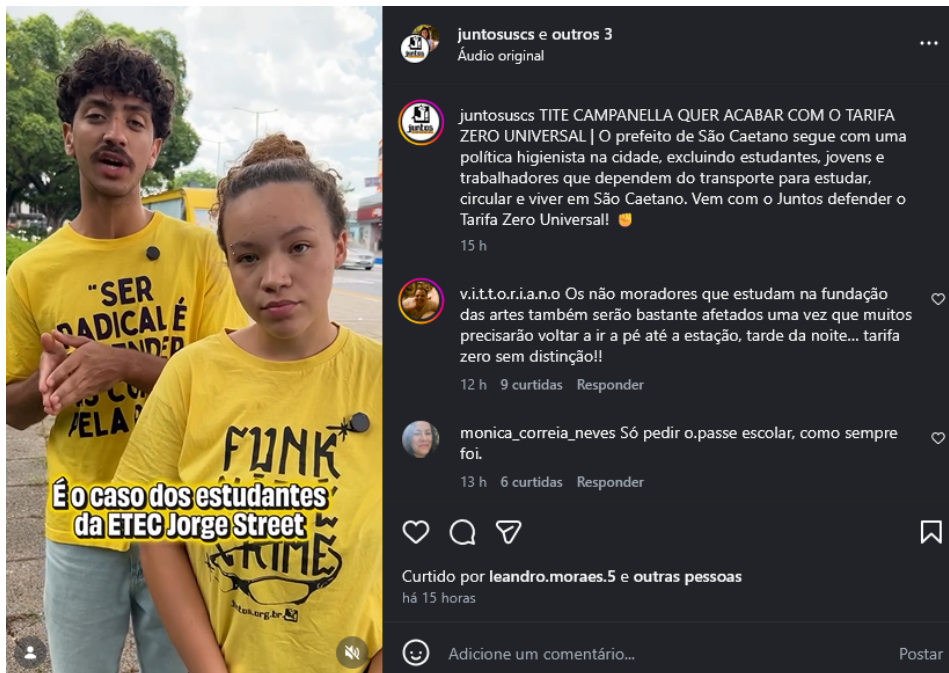 juntosuscs e outros 3
Áudio original
juntosuscs TITE CAMPANELLA QUER ACABAR COM O TARIFA
ZERO UNIVERSAL | O prefeito de São Caetano segue com uma
política higienista na cidade, excluindo estudantes, jovens e
trabalhadores que dependem do transporte para estudar,
circular e viver em São Caetano. Vem com o Juntos defender o
Tarifa Zero Universal! ✊
15 h
v.i.t.t.o.r.i.a.n.o Os não moradores que estudam na fundação
das artes também serão bastante afetados uma vez que muitos
precisarão voltar a ir a pé até a estação, tarde da noite... tarifa
zero sem distinção!!
12 h 9 curtidas Responder
monica_correia_neves Só pedir o.passe escolar, como sempre
foi.
13 h 6 curtidas Responder
Curtido por leandro.moraes.5 e outras pessoas
há 15 horas
Adicione um comentário...
Postar
"SER
RADICAL É
PELA
FUNK
É o caso dos estudantes
da ETEC Jorge Street
juntos.org.br